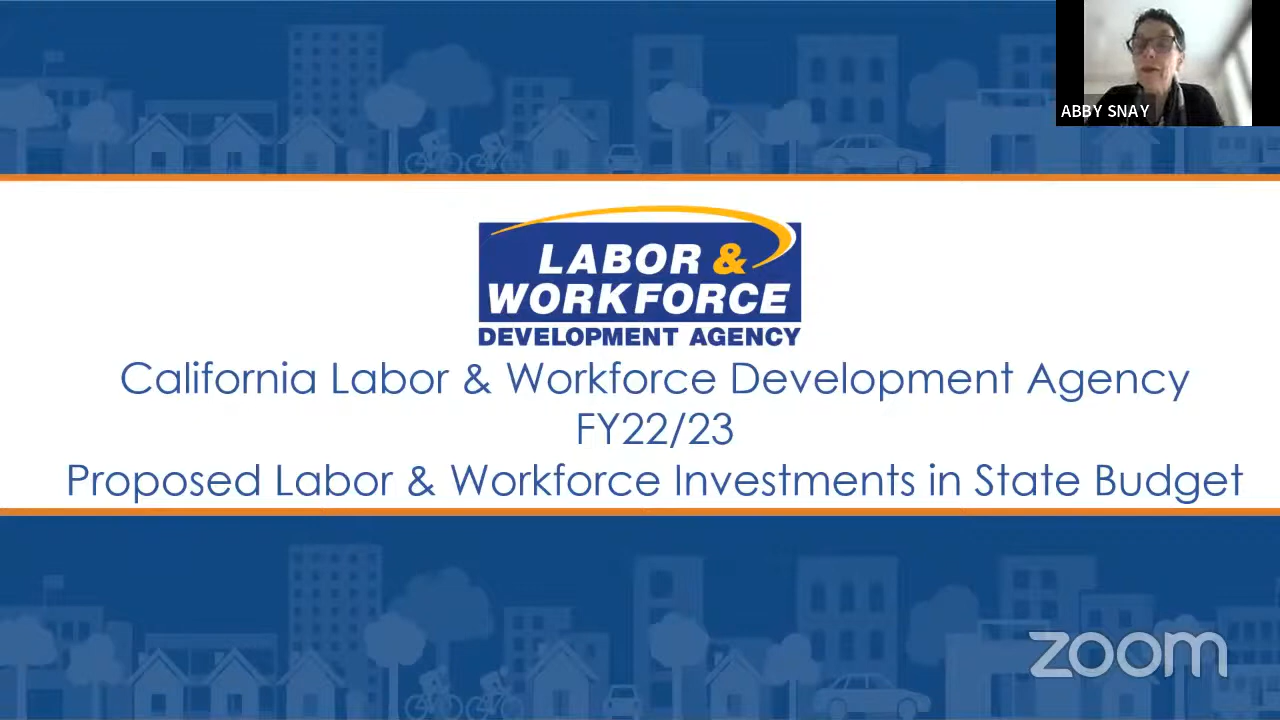 ABBY SNAY
LABOR &
WORKFORCE
DEVELOPMENT AGENCY
California Labor & Workforce Development Agency
FY22/23
Proposed Labor & Workforce Investments in State Budget
zoom